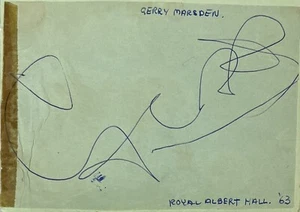 GERRY MARSDEN.
ROYAL ALBERT HALL. '63